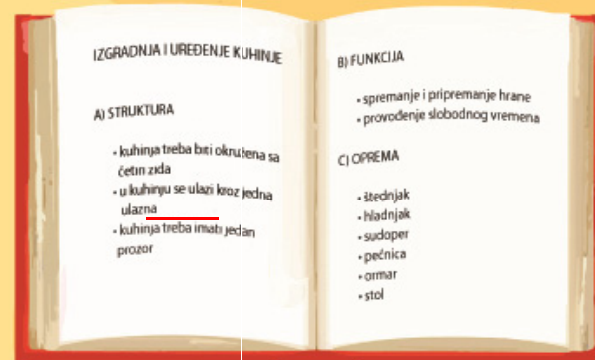 IZGRADNJA I UREĐENJE KUHINJE
A) STRUKTURA
• kuhinja treba biti okružena sa
četiri zida
• u kuhinju se ulazi kroz jedna
ulazna
• kuhinja treba imati jedan
prozor
B) FUNKCIJA
• spremanje i pripremanje hrane
• provođenje slobodnog vremena
C) OPREMA
• štednjak
• hladnjak
• sudoper
• pećnica
• ormar
• stol